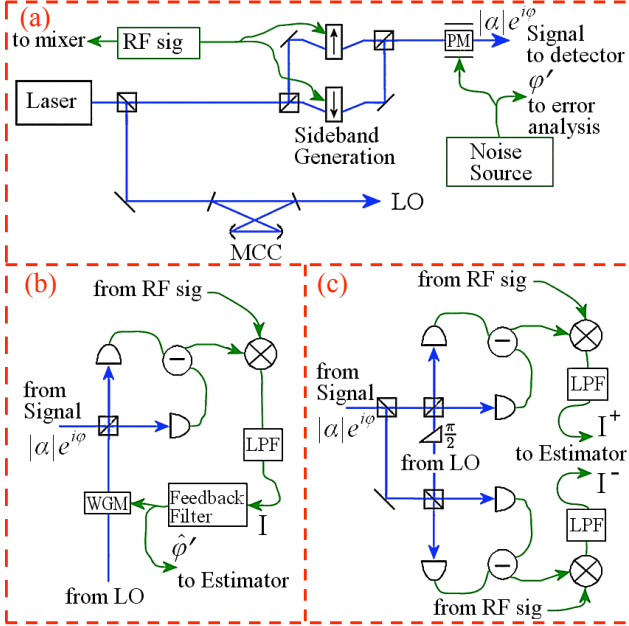 (a)
to mixer
RF sig
PM
|α|e^{iφ}
Signal
to detector
φ′
to error
analysis
Laser
Sideband
Generation
Noise
Source
LO
MCC
(b)
from RF sig
−
from
Signal
|α|e^{iφ}
LPF
WGM
Feedback
Filter
I
φ̂′
to Estimator
from LO
(c)
from RF sig
−
from
Signal
|α|e^{iφ}
LPF
π/2
I⁺
from LO
to Estimator
I⁻
LPF
−
from RF sig